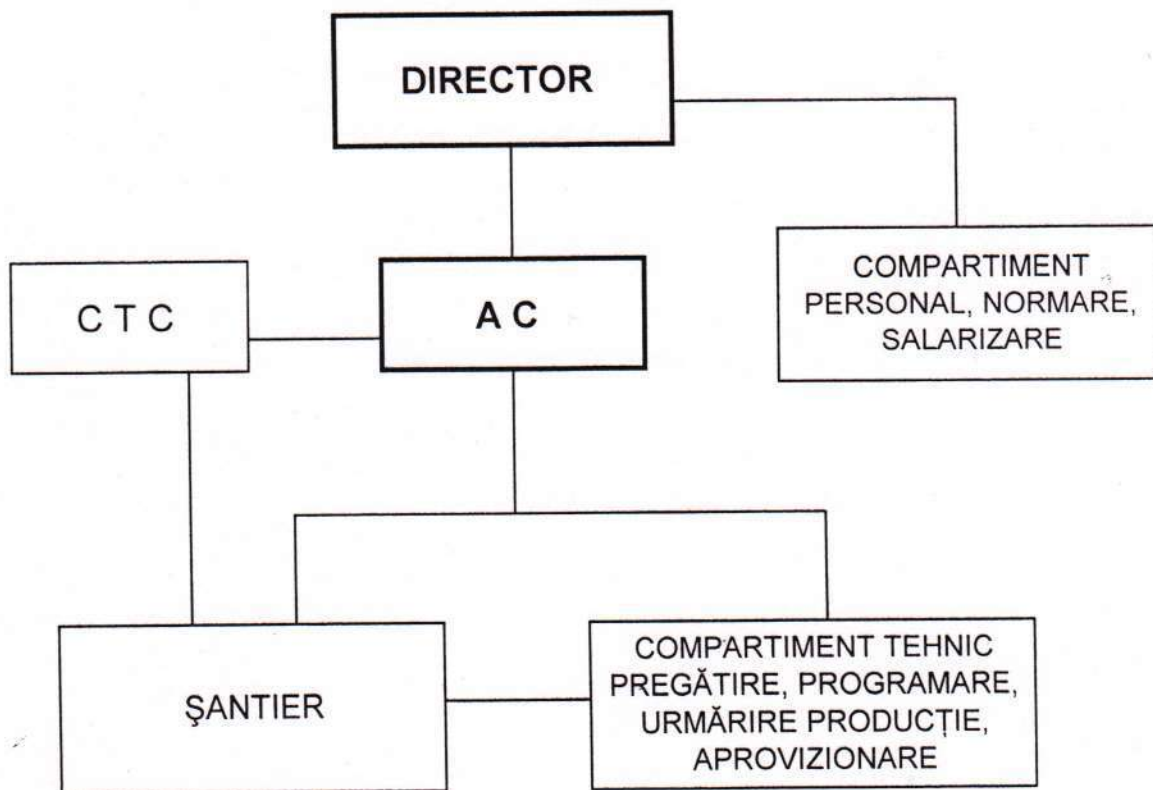 DIRECTOR
COMPARTIMENT
PERSONAL, NORMARE,
SALARIZARE
C T C
A C
ŞANTIER
COMPARTIMENT TEHNIC
PREGĂTIRE, PROGRAMARE,
URMĂRIRE PRODUCȚIE,
APROVIZIONARE